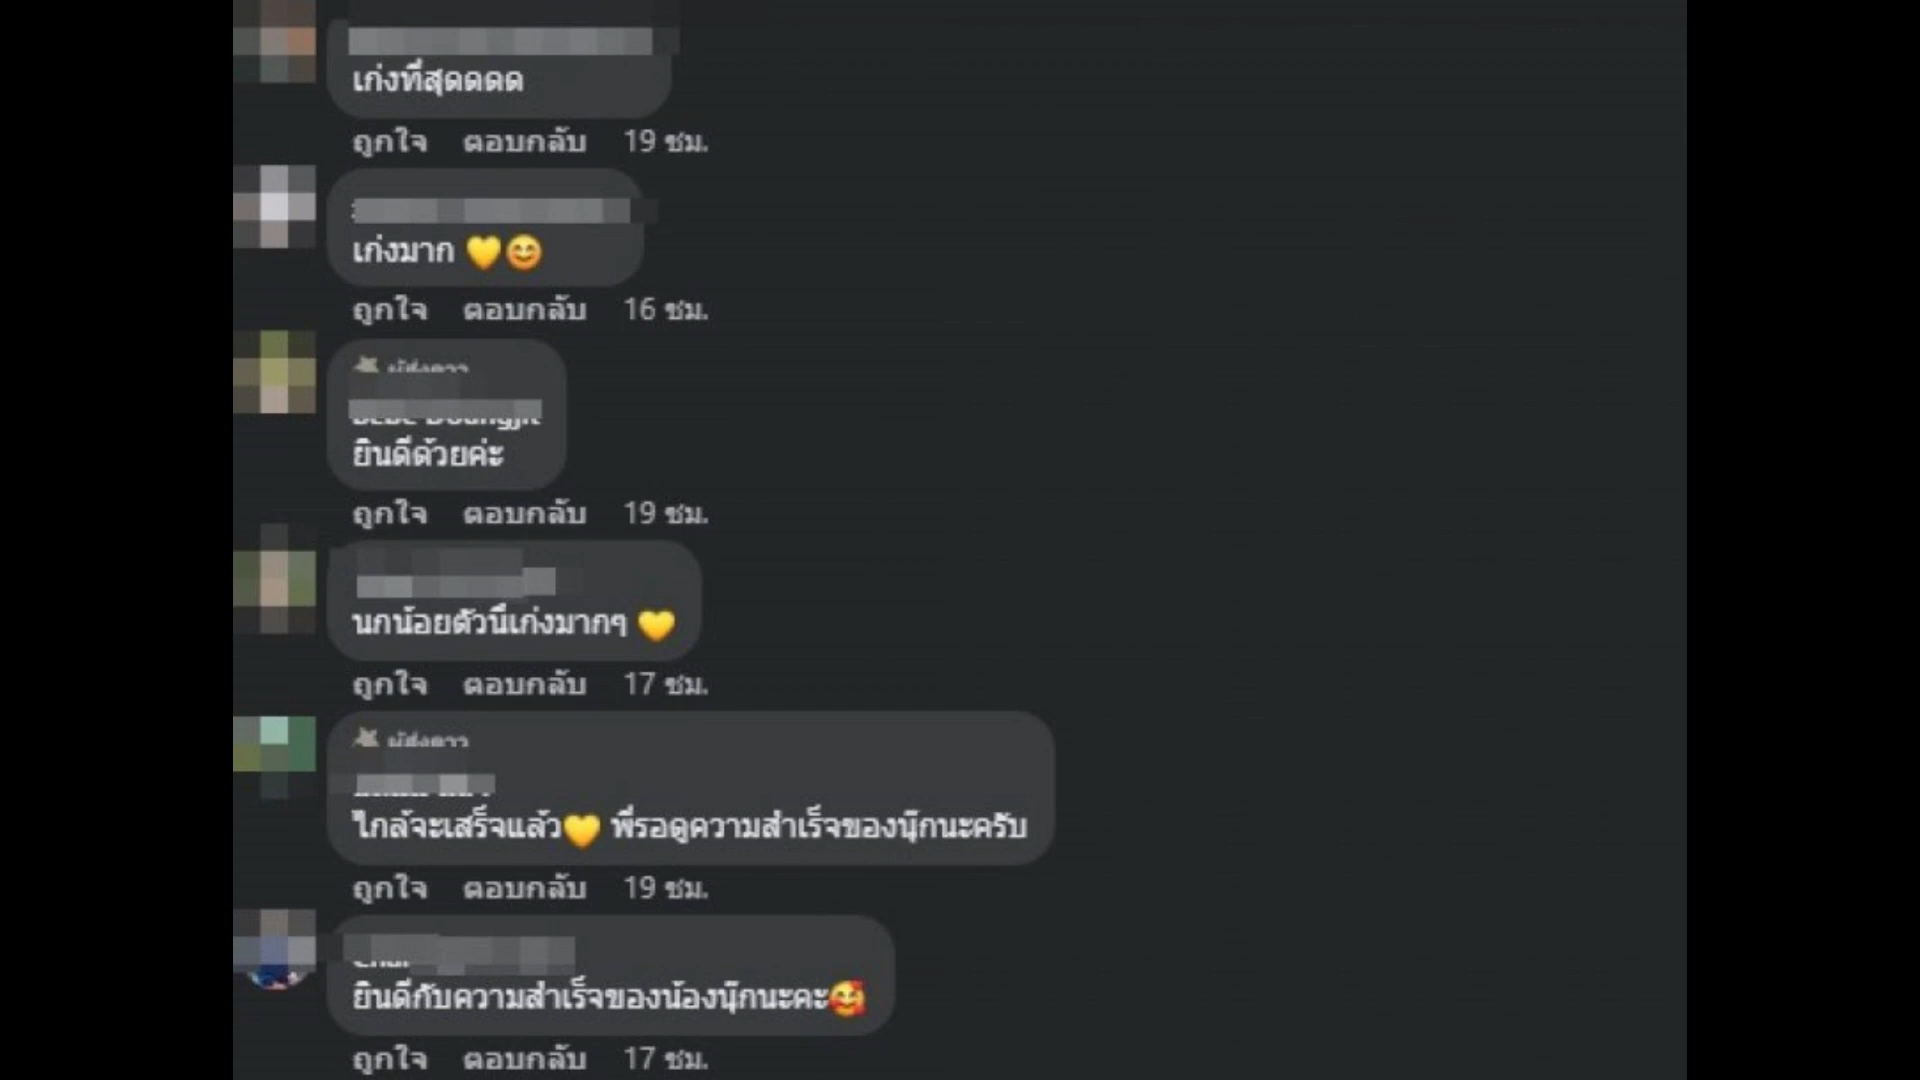 เก่งที่สุดดดด
ถูกใจ ตอบกลับ 19 ชม.
เก่งมาก 💛😊
ถูกใจ ตอบกลับ 16 ชม.
ยินดีด้วยค่ะ
ถูกใจ ตอบกลับ 19 ชม.
นกน้อยตัวนี้เก่งมากๆ 💛
ถูกใจ ตอบกลับ 17 ชม.
ใกล้จะเสร็จแล้ว💛 พี่รอดูความสำเร็จของนุ๊กนะครับ
ถูกใจ ตอบกลับ 19 ชม.
ยินดีกับความสำเร็จของน้องนุ๊กนะคะ🥰
ถูกใจ ตอบกลับ 17 ชม.